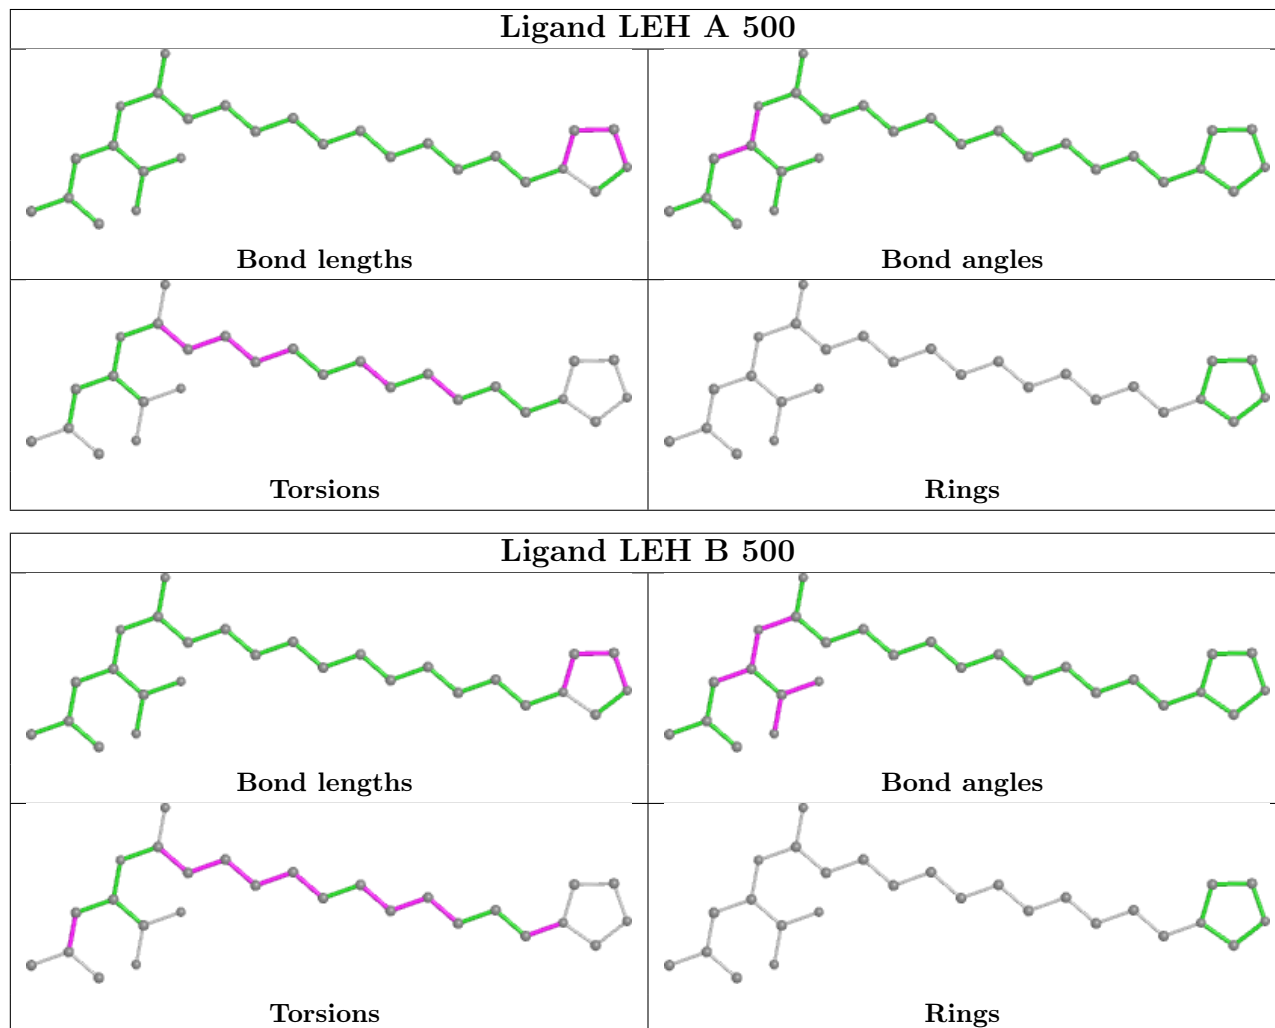 Ligand LEH A 500
Bond lengths
Bond angles
Torsions
Rings
Ligand LEH B 500
Bond lengths
Bond angles
Torsions
Rings